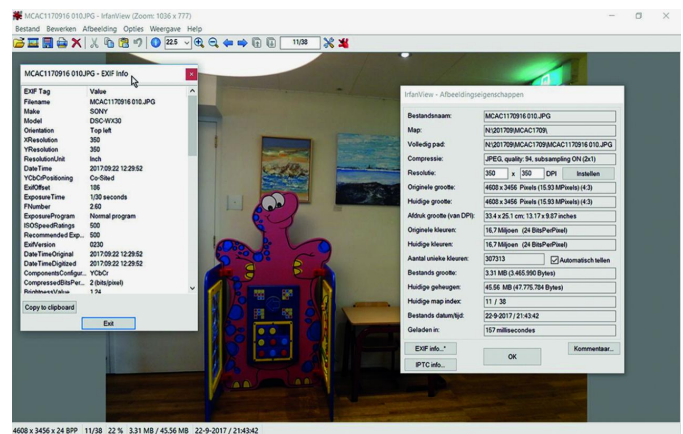 MCAC1170916 010.JPG - IrfanView (Zoom: 1036 x 777)
Bestand Bewerken Afbeelding Opties Weergave Help
22.5
11/38
MCAC1170916 010.JPG - EXIF Info
EXIF Tag Value
Filename MCAC1170916 010.JPG
Make SONY
Model DSC-WX30
Orientation Top left
XResolution 350
YResolution 350
ResolutionUnit Inch
DateTime 2017:09:22 12:29:52
YCbCrPositioning Co-Sited
ExifOffset 186
ExposureTime 1/30 seconds
FNumber 2.60
ExposureProgram Normal program
ISOSpeedRatings 500
Recommended Exp... 500
ExifVersion 0230
DateTimeOriginal 2017:09:22 12:29:52
DateTimeDigitized 2017:09:22 12:29:52
ComponentsConfigur... YCbCr
CompressedBitsPer... 2 (bits/pixel)
BrightnessValue 1.24
Copy to clipboard
Exit
IrfanView - Afbeeldingseigenschappen
Bestandsnaam: MCAC1170916 010.JPG
Map: N:\201709\MCAC1709\
Volledig pad: N:\201709\MCAC1709\MCAC1170916 010.JPG
Compressie: JPEG, quality: 94, subsampling ON (2x1)
Resolutie: 350 x 350 DPI Instellen
Originele grootte: 4608 x 3456 Pixels (15.93 MPixels) (4:3)
Huidige grootte: 4608 x 3456 Pixels (15.93 MPixels) (4:3)
Afdruk grootte (van DPI): 33.4 x 25.1 cm; 13.17 x 9.87 inches
Originele kleuren: 16,7 Miljoen (24 BitsPerPixel)
Huidige kleuren: 16,7 Miljoen (24 BitsPerPixel)
Aantal unieke kleuren: 307313 Automatisch tellen
Bestands grootte: 3.31 MB (3.465.990 Bytes)
Huidige geheugen: 45.56 MB (47.775.784 Bytes)
Huidige map index: 11 / 38
Bestands datum/tijd: 22-9-2017 / 21:43:42
Geladen in: 157 millisecondes
EXIF info...*
OK
Kommentaar...
IPTC info...
4608 x 3456 x 24 BPP 11/38 22 % 3.31 MB / 45.56 MB 22-9-2017 / 21:43:42